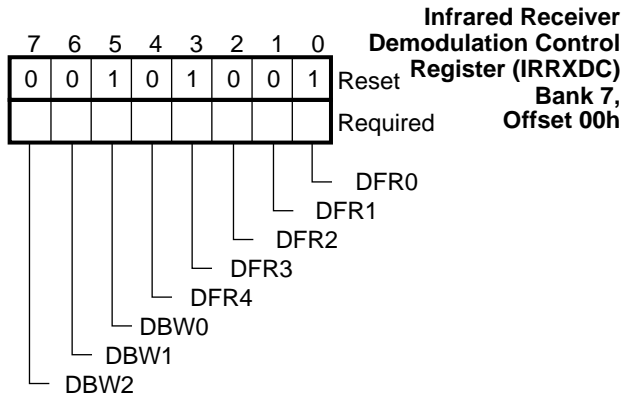 Infrared Receiver
Demodulation Control
Register (IRRXDC)
Bank 7,
Offset 00h
7 6 5 4 3 2 1 0
0 0 1 0 1 0 0 1 Reset
Required
DFR0
DFR1
DFR2
DFR3
DFR4
DBW0
DBW1
DBW2